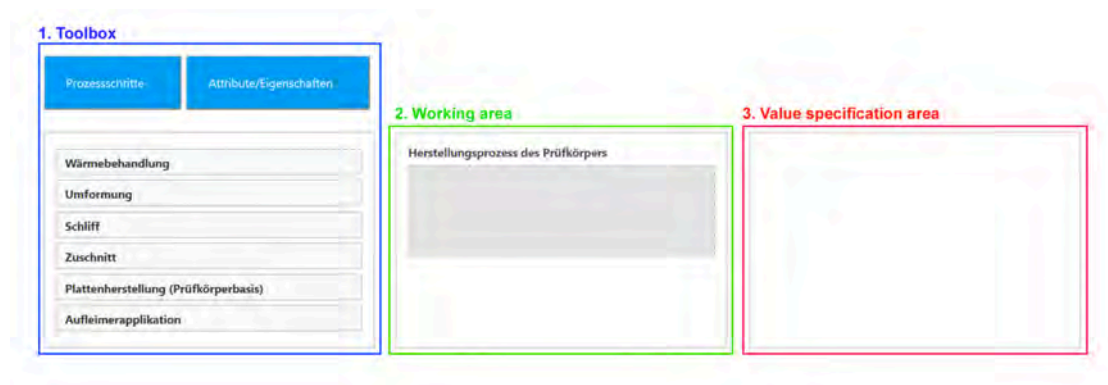 1. Toolbox
Prozessschritte
Attribute/Eigenschaften
2. Working area
3. Value specification area
Herstellungsprozess des Prüfkörpers
Wärmebehandlung
Umformung
Schliff
Zuschnitt
Plattenherstellung (Prüfkörperbasis)
Aufleimerapplikation